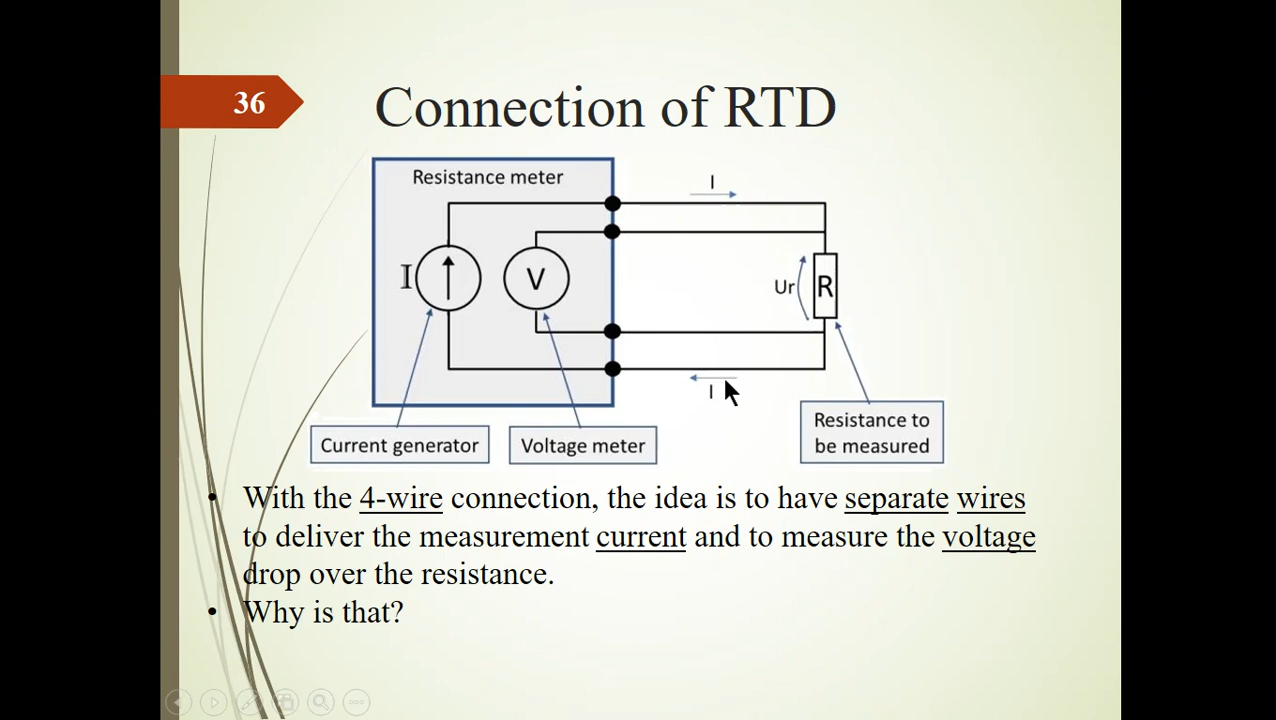 36
Connection of RTD
Resistance meter
I
I
V
Ur
R
I
Current generator
Voltage meter
Resistance to
be measured
• With the 4-wire connection, the idea is to have separate wires
to deliver the measurement current and to measure the voltage
drop over the resistance.
• Why is that?